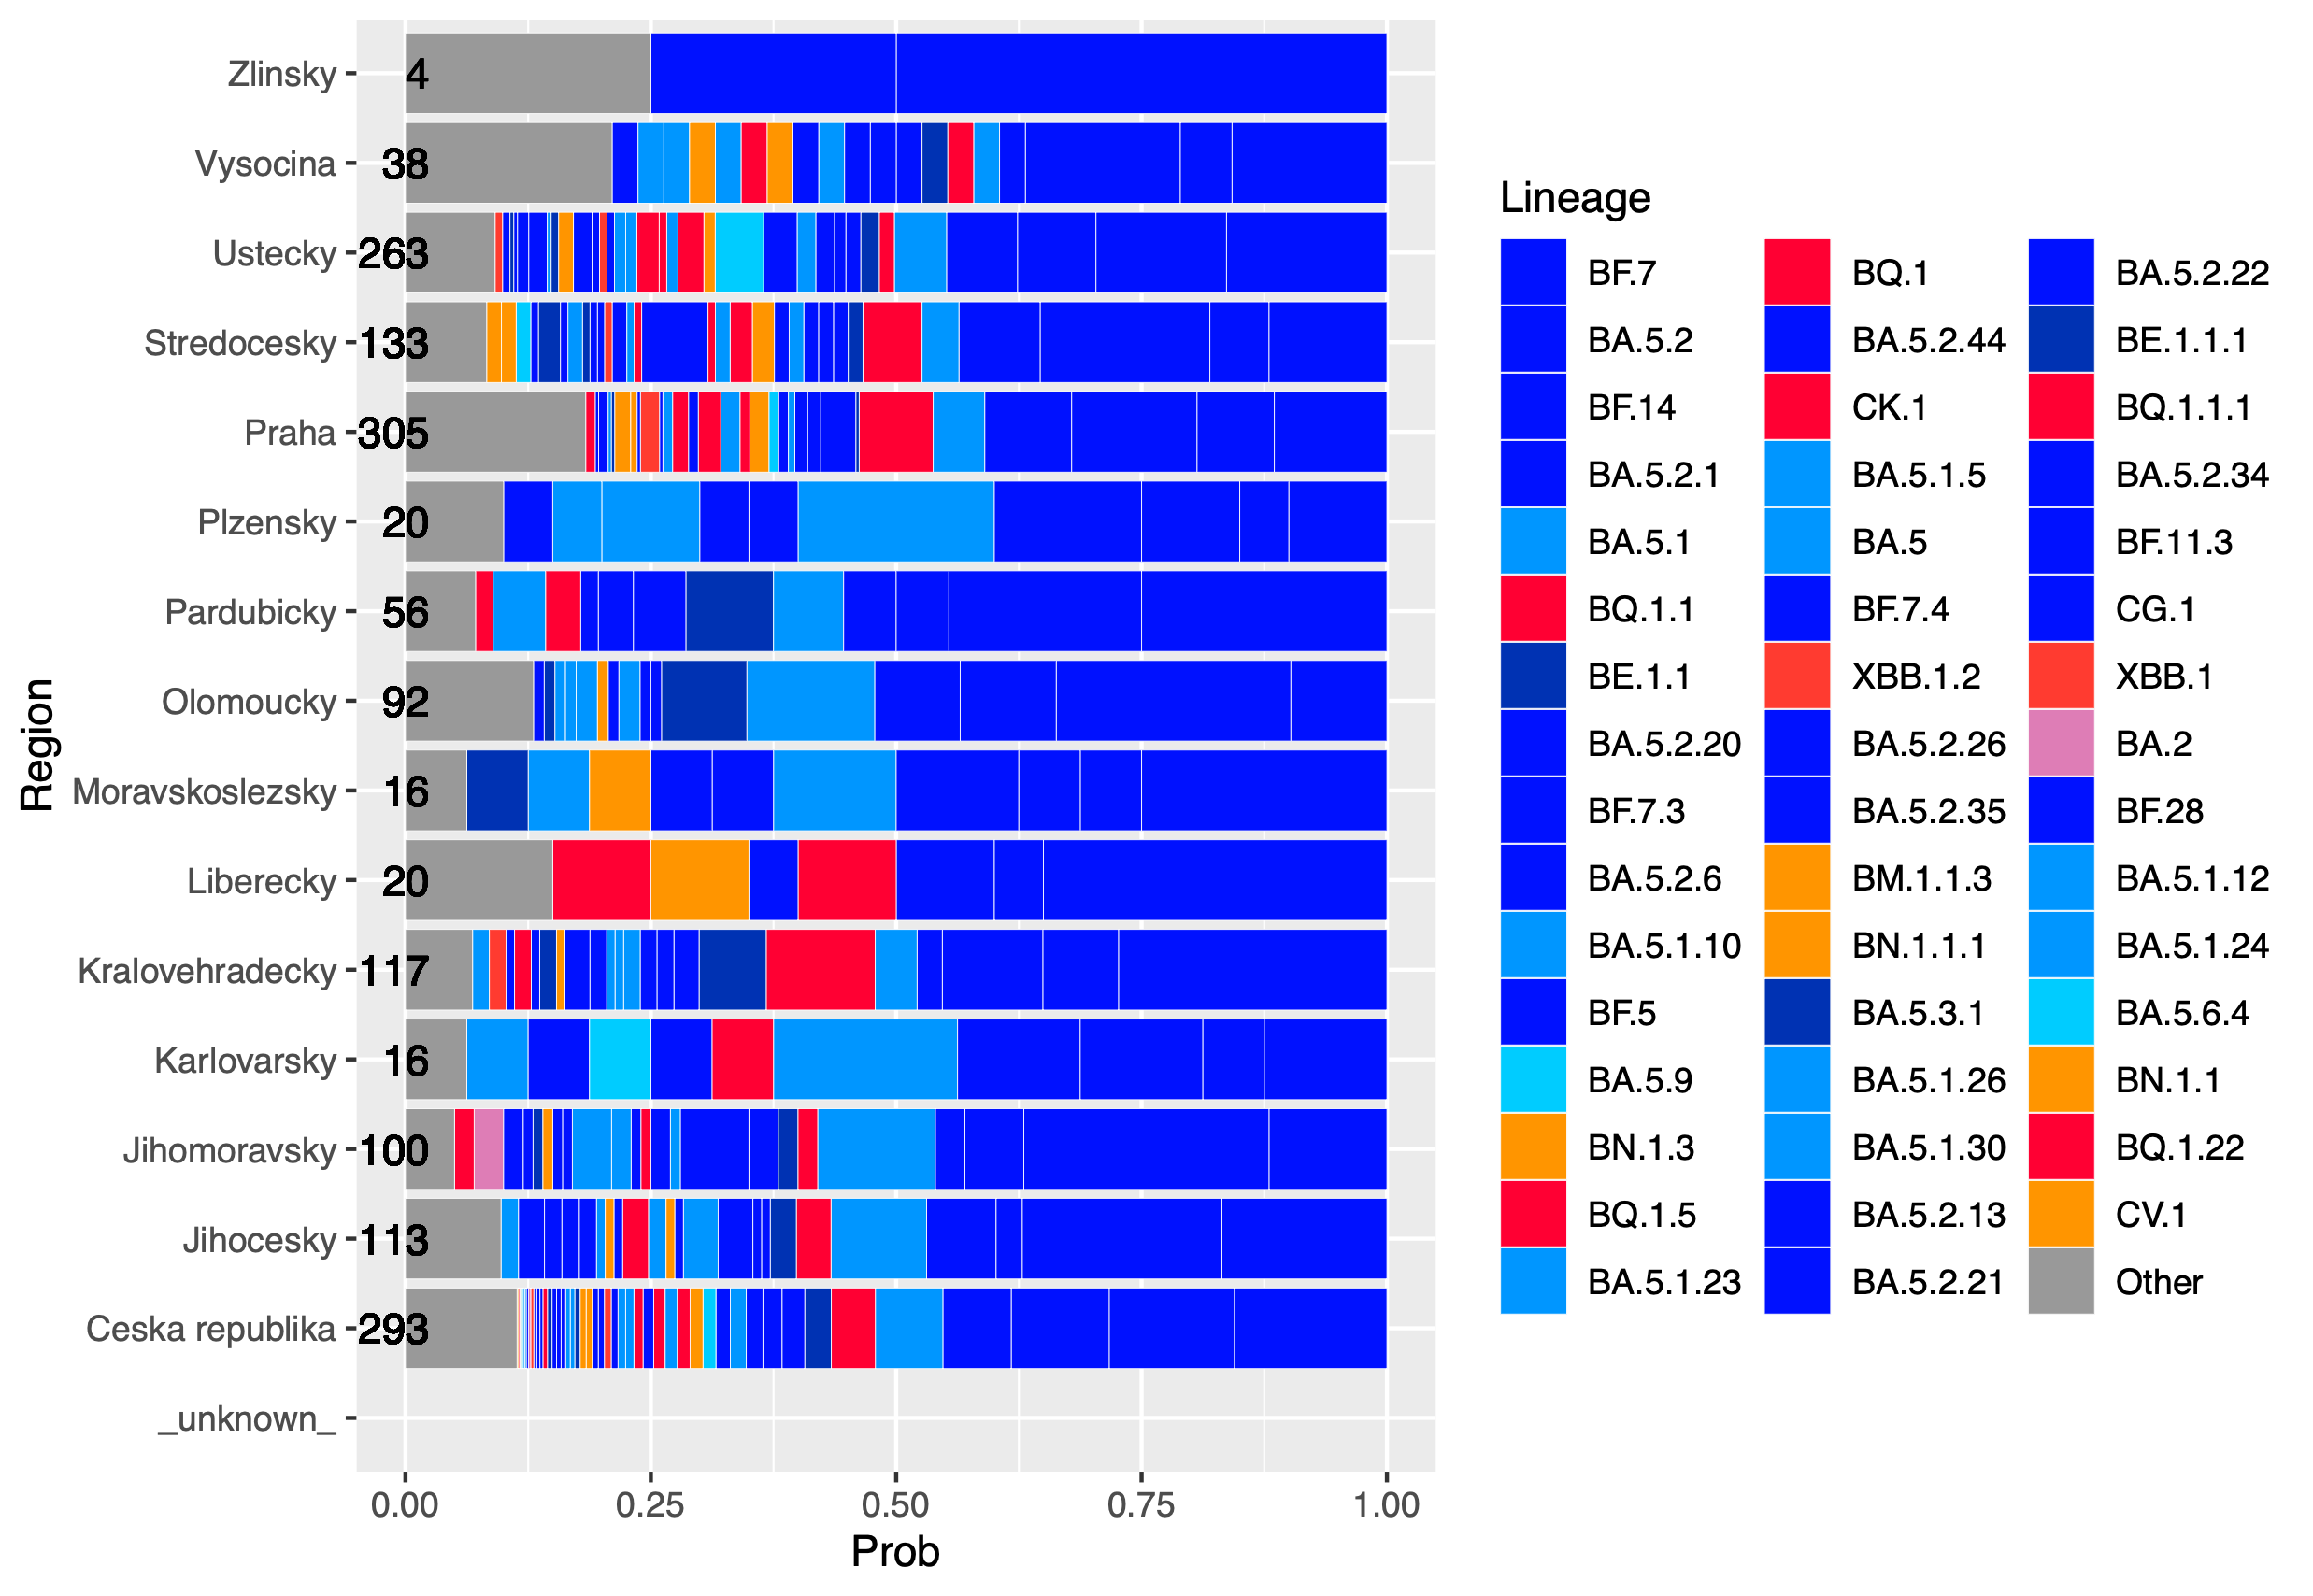 Zlinsky 4
Vysocina 38
Ustecky 263
Stredocesky 133
Praha 305
Plzensky 20
Pardubicky 56
Olomoucky 92
Moravskoslezsky 16
Liberecky 20
Kralovehradecky 117
Karlovarsky 16
Jihomoravsky 100
Jihocesky 113
Ceska republika 293
_unknown_
Region
0.00 0.25 0.50 0.75 1.00
Prob
Lineage
BF.7 BQ.1 BA.5.2.22
BA.5.2 BA.5.2.44 BE.1.1.1
BF.14 CK.1 BQ.1.1.1
BA.5.2.1 BA.5.1.5 BA.5.2.34
BA.5.1 BA.5 BF.11.3
BQ.1.1 BF.7.4 CG.1
BE.1.1 XBB.1.2 XBB.1
BA.5.2.20 BA.5.2.26 BA.2
BF.7.3 BA.5.2.35 BF.28
BA.5.2.6 BM.1.1.3 BA.5.1.12
BA.5.1.10 BN.1.1.1 BA.5.1.24
BF.5 BA.5.3.1 BA.5.6.4
BA.5.9 BA.5.1.26 BN.1.1
BN.1.3 BA.5.1.30 BQ.1.22
BQ.1.5 BA.5.2.13 CV.1
BA.5.1.23 BA.5.2.21 Other